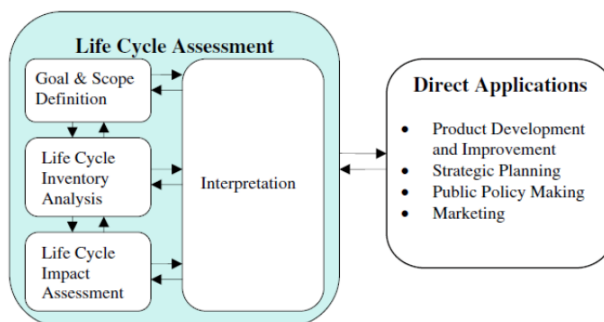 Life Cycle Assessment
Goal & Scope
Definition
Life Cycle
Inventory
Analysis
Life Cycle
Impact
Assessment
Interpretation
Direct Applications
• Product Development
and Improvement
• Strategic Planning
• Public Policy Making
• Marketing